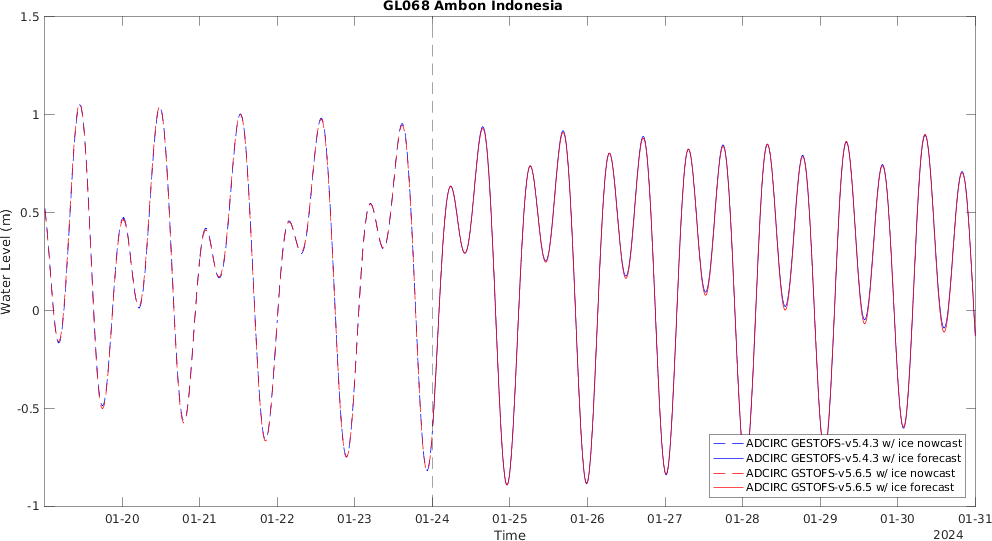 GL068 Ambon Indonesia
1.5
1
0.5
0
-0.5
-1
Water Level (m)
ADCIRC GESTOFS-v5.4.3 w/ ice nowcast
ADCIRC GESTOFS-v5.4.3 w/ ice forecast
ADCIRC GSTOFS-v5.6.5 w/ ice nowcast
ADCIRC GSTOFS-v5.6.5 w/ ice forecast
01-20 01-21 01-22 01-23 01-24 01-25 01-26 01-27 01-28 01-29 01-30 01-31
Time
2024